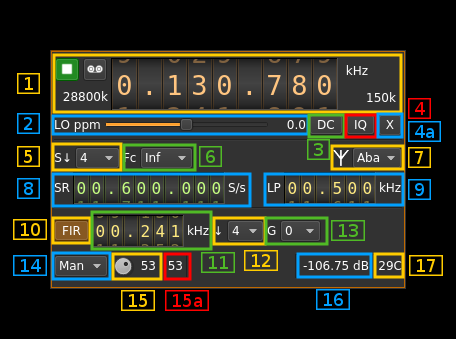 1
0.130.780 kHz
28800k 150k
2 LO ppm 0.0 DC IQ X 4 4a
3
5 S↓ 4 Fc Inf 6 Aba 7
8 SR 00.600.000 S/s LP 00.500 kHz 9
10 FIR 00.241 kHz ↓ 4 G 0 13
11 12
14 Man 53 53 -106.75 dB 29C 17
15 15a 16